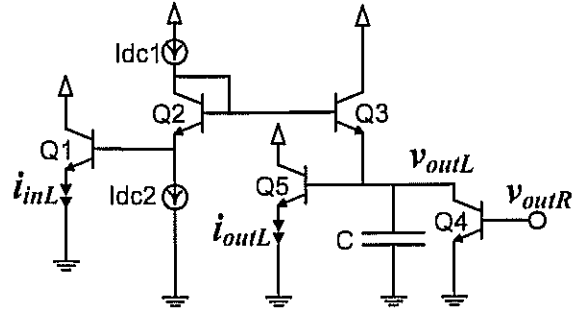 Idc1
Q2
Q3
Q1
v_outL
i_inL
Idc2
Q5
v_outR
i_outL
C
Q4